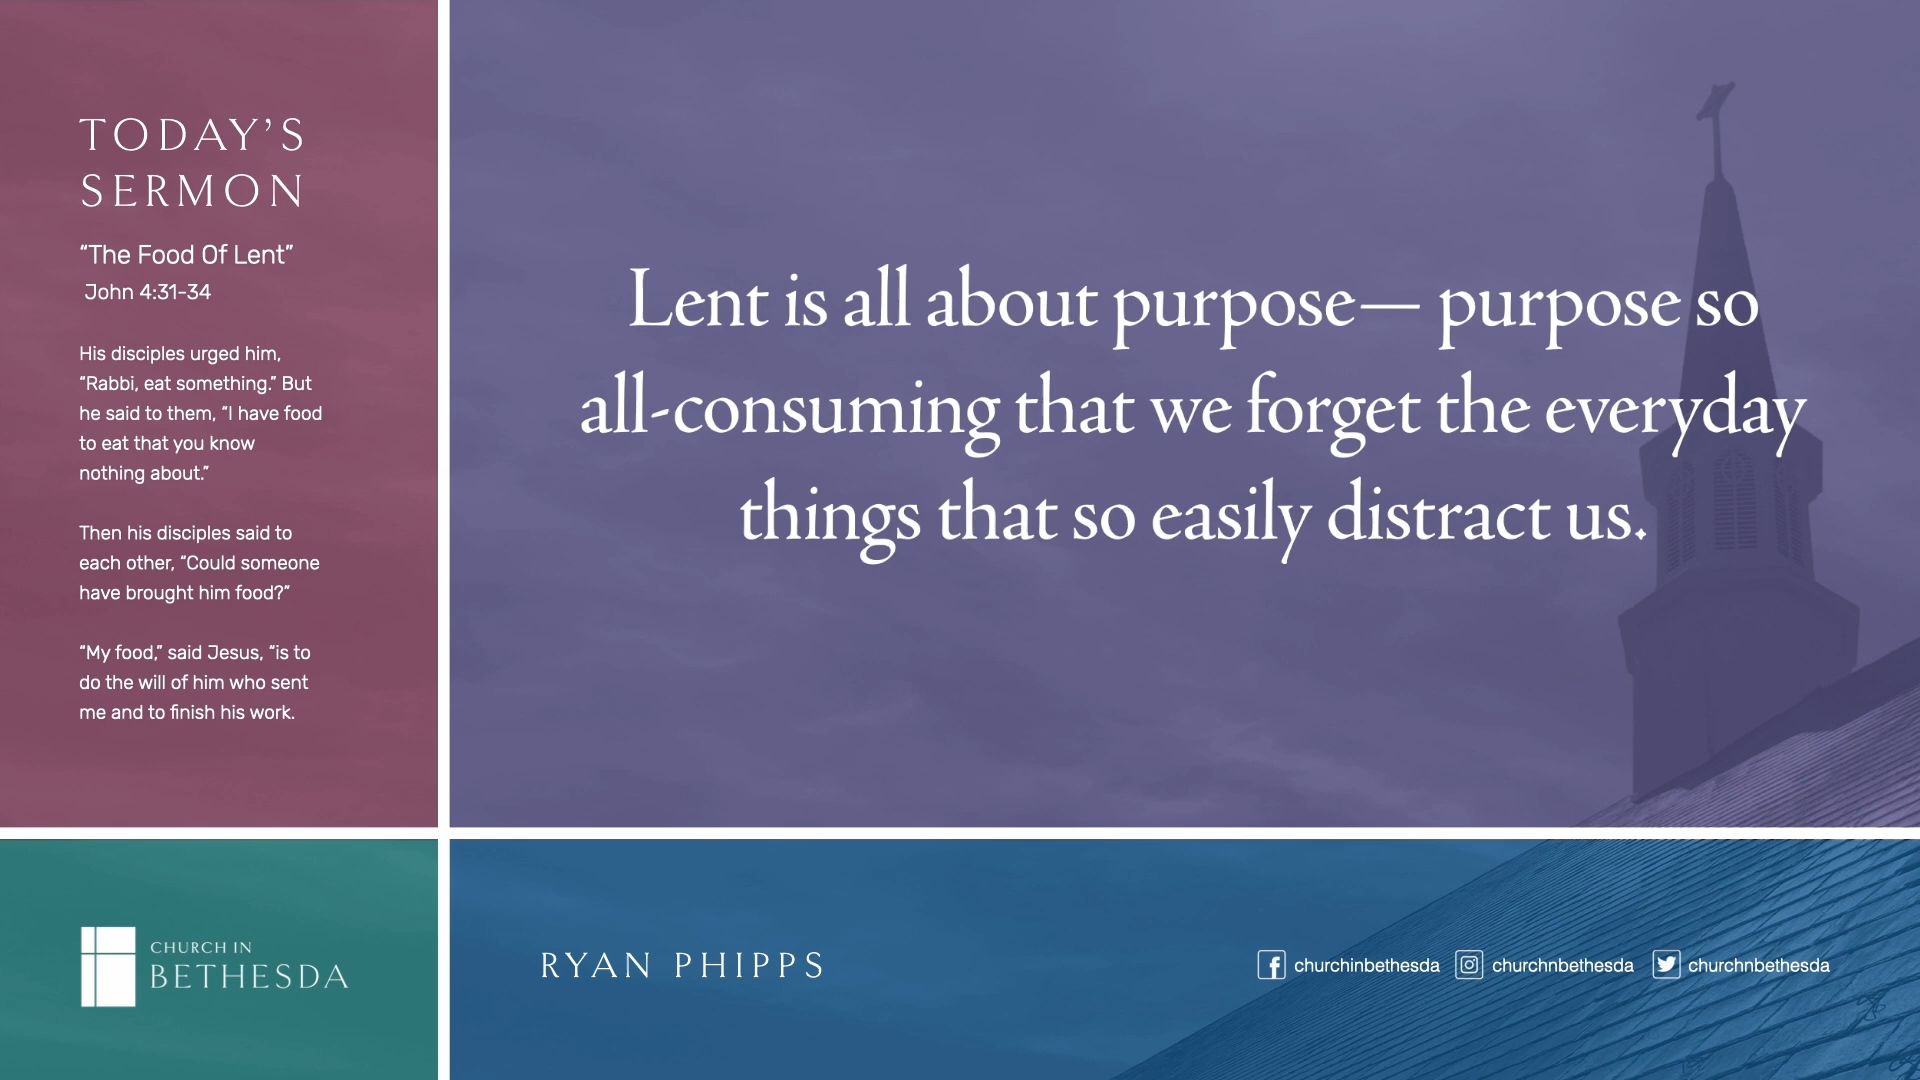 TODAY’S
SERMON
“The Food Of Lent”
John 4:31-34
His disciples urged him,
“Rabbi, eat something.” But
he said to them, “I have food
to eat that you know
nothing about.”
Then his disciples said to
each other, “Could someone
have brought him food?”
“My food,” said Jesus, “is to
do the will of him who sent
me and to finish his work.
Lent is all about purpose— purpose so
all-consuming that we forget the everyday
things that so easily distract us.
CHURCH IN
BETHESDA
RYAN PHIPPS
churchinbethesda churchnbethesda churchnbethesda